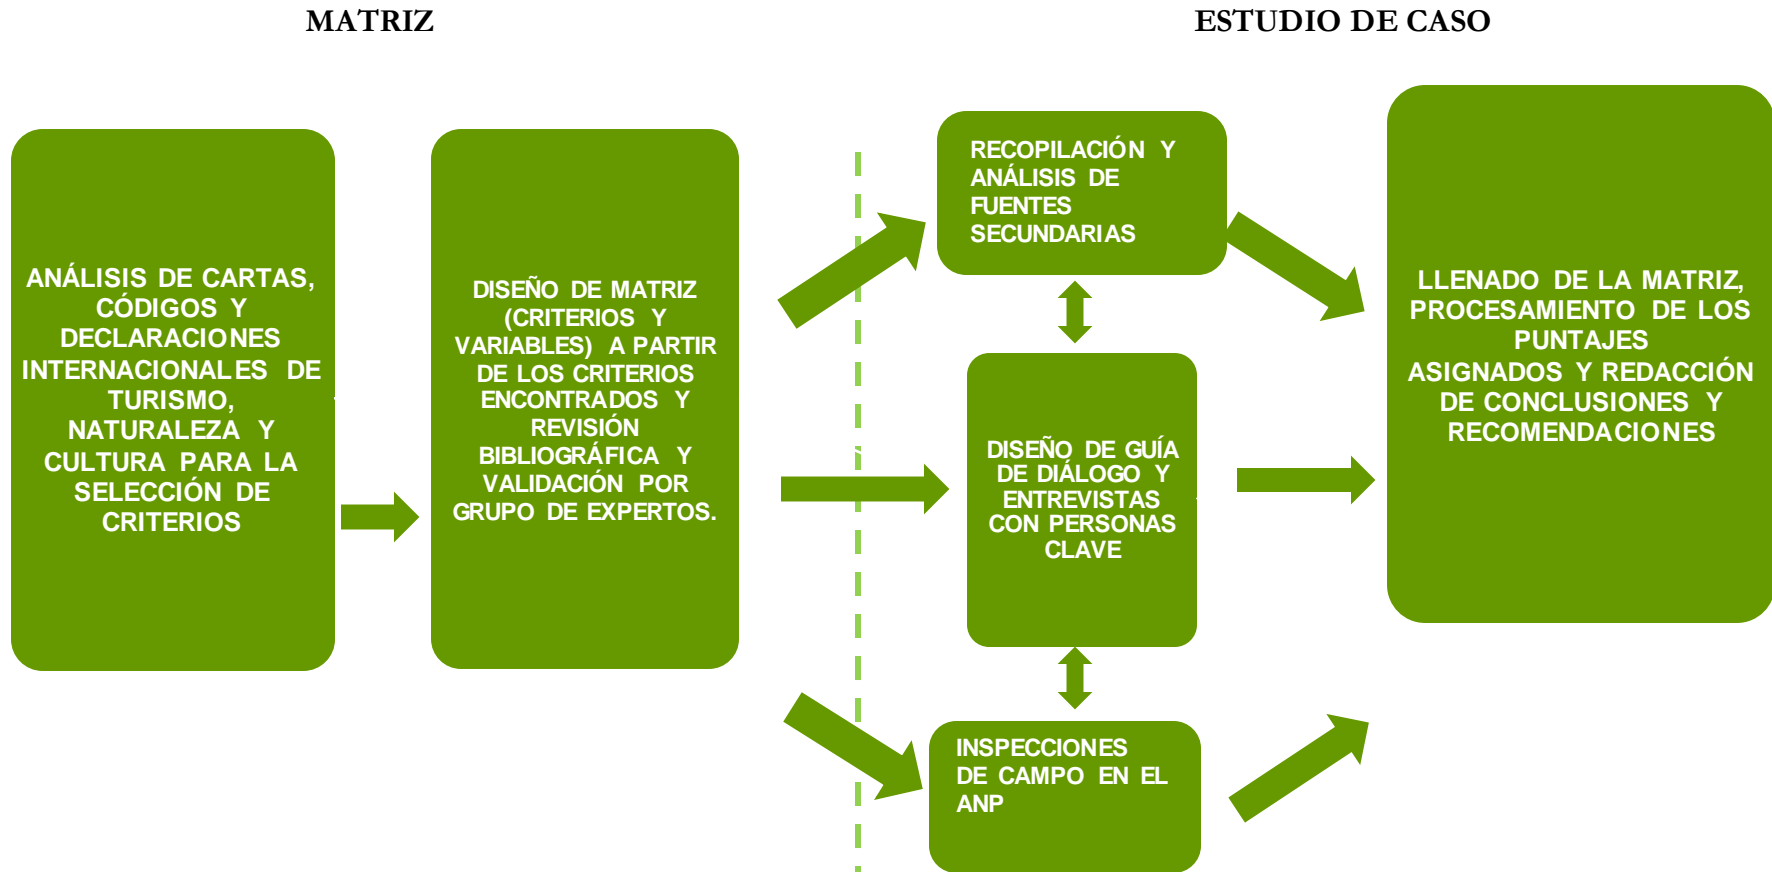 MATRIZ
ESTUDIO DE CASO
ANÁLISIS DE CARTAS,
CÓDIGOS Y
DECLARACIONES
INTERNACIONALES DE
TURISMO,
NATURALEZA Y
CULTURA PARA LA
SELECCIÓN DE
CRITERIOS
DISEÑO DE MATRIZ
(CRITERIOS Y
VARIABLES) A PARTIR
DE LOS CRITERIOS
ENCONTRADOS Y
REVISIÓN
BIBLIOGRÁFICA Y
VALIDACIÓN POR
GRUPO DE EXPERTOS.
RECOPILACIÓN Y
ANÁLISIS DE
FUENTES
SECUNDARIAS
DISEÑO DE GUÍA
DE DIÁLOGO Y
ENTREVISTAS
CON PERSONAS
CLAVE
INSPECCIONES
DE CAMPO EN EL
ANP
LLENADO DE LA MATRIZ,
PROCESAMIENTO DE LOS
PUNTAJES
ASIGNADOS Y REDACCIÓN
DE CONCLUSIONES Y
RECOMENDACIONES